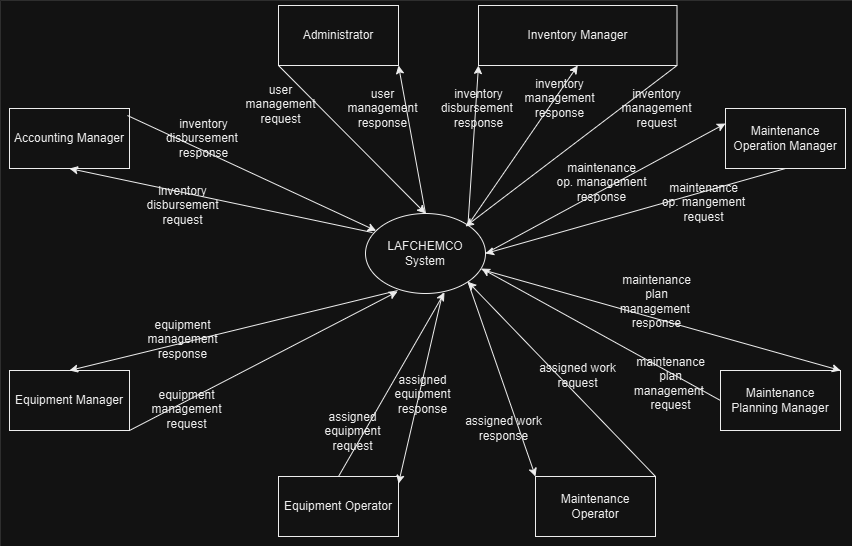 Administrator
Inventory Manager
user
management
request
user
management
response
inventory
disbursement
response
inventory
management
response
inventory
management
request
Accounting Manager
inventory
disbursement
response
inventory
disbursement
request
Maintenance
Operation Manager
maintenance
op. management
response
maintenance
op. mangement
request
LAFCHEMCO
System
equipment
management
response
equipment
management
request
Equipment Manager
maintenance
plan
management
response
maintenance
plan
management
request
Maintenance
Planning Manager
assigned
equipment
request
assigned
equipment
response
assigned work
response
assigned work
request
Equipment Operator
Maintenance
Operator